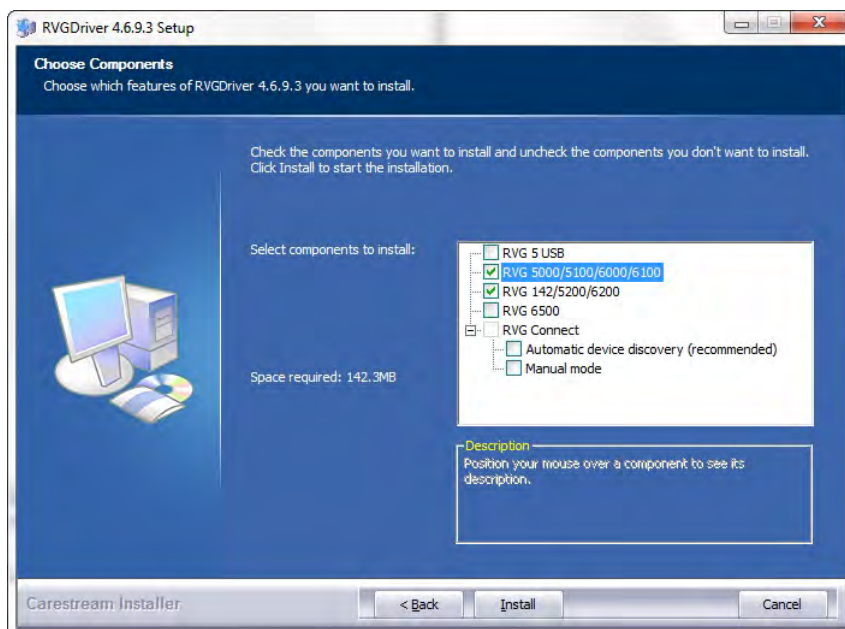 RVGDriver 4.6.9.3 Setup
Choose Components
Choose which features of RVGDriver 4.6.9.3 you want to install.
Check the components you want to install and uncheck the components you don't want to install.
Click Install to start the installation.
Select components to install:
RVG 5 USB
RVG 5000/5100/6000/6100
RVG 142/5200/6200
RVG 6500
RVG Connect
Automatic device discovery (recommended)
Manual mode
Space required: 142.3MB
Description
Position your mouse over a component to see its
description.
Carestream Installer
< Back
Install
Cancel